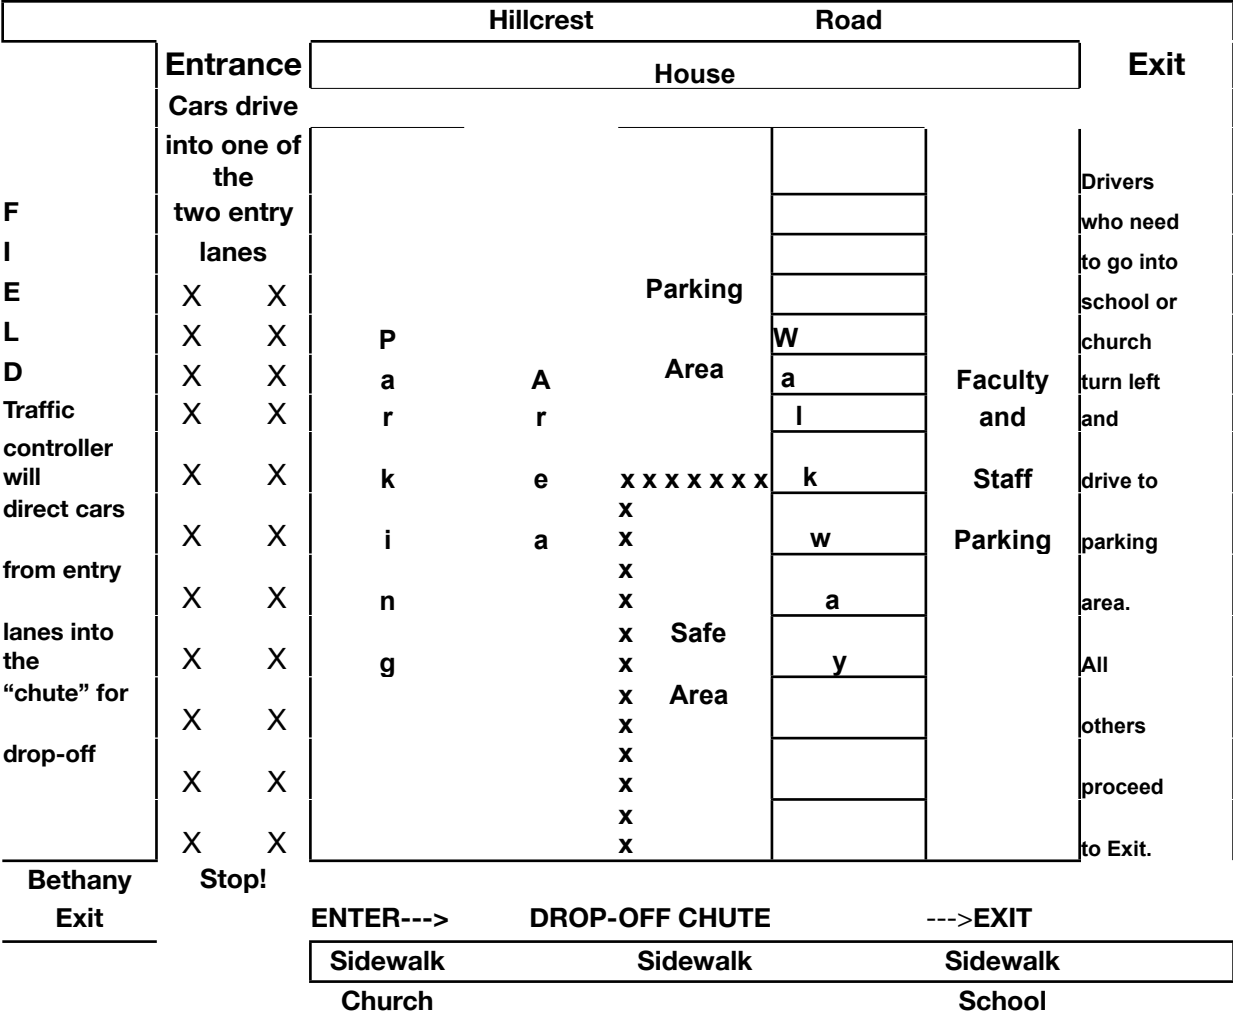 Hillcrest Road
Entrance House Exit
Cars drive
into one of
the Drivers
F two entry who need
I lanes to go into
E X X Parking school or
L X X P W church
D X X a A Area a Faculty turn left
Traffic X X r r l and and
controller
will X X k e x x x x x x x k Staff drive to
direct cars x
X X i a x w Parking parking
from entry x
X X n x a area.
lanes into x Safe
the X X g x y All
“chute” for x Area
X X x others
drop-off x
X X x proceed
x
X X x to Exit.
Bethany Stop!
Exit ENTER---> DROP-OFF CHUTE --->EXIT
Sidewalk Sidewalk Sidewalk
Church School